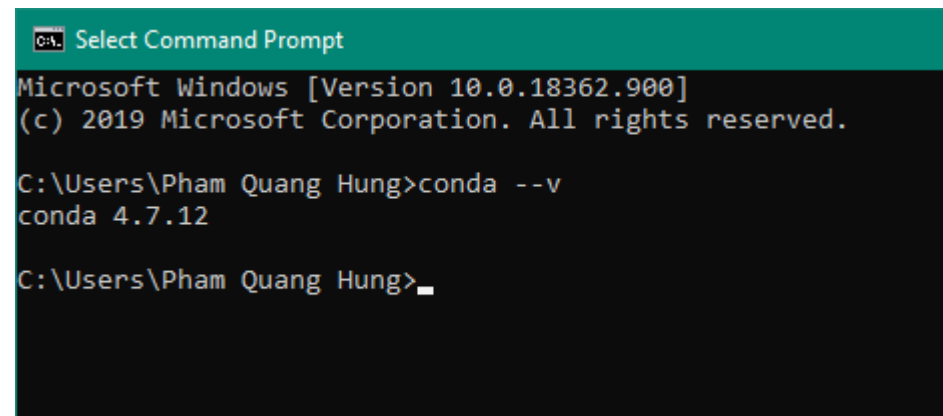 Select Command Prompt
Microsoft Windows [Version 10.0.18362.900]
(c) 2019 Microsoft Corporation. All rights reserved.
C:\Users\Pham Quang Hung>conda --v
conda 4.7.12
C:\Users\Pham Quang Hung>